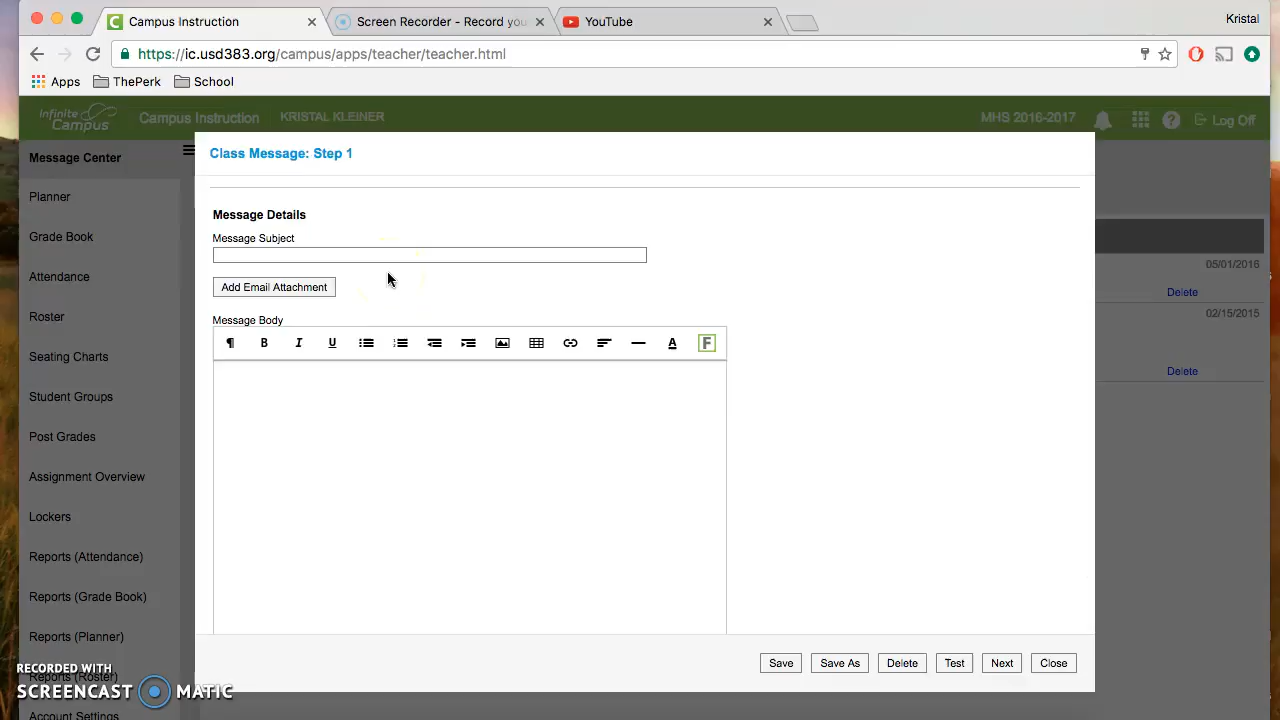 Campus Instruction
Screen Recorder - Record you
YouTube
Kristal
https://ic.usd383.org/campus/apps/teacher/teacher.html
Apps
ThePerk
School
Infinite Campus
Campus Instruction
KRISTAL KLEINER
MHS 2016-2017
Log Off
Message Center
Planner
Grade Book
Attendance
Roster
Seating Charts
Student Groups
Post Grades
Assignment Overview
Lockers
Reports (Attendance)
Reports (Grade Book)
Reports (Planner)
Reports (Roster)
Account Settings
Class Message: Step 1
Message Details
Message Subject
Add Email Attachment
Message Body
B I U A F
05/01/2016
Delete
02/15/2015
Delete
Save
Save As
Delete
Test
Next
Close
RECORDED WITH
SCREENCAST MATIC